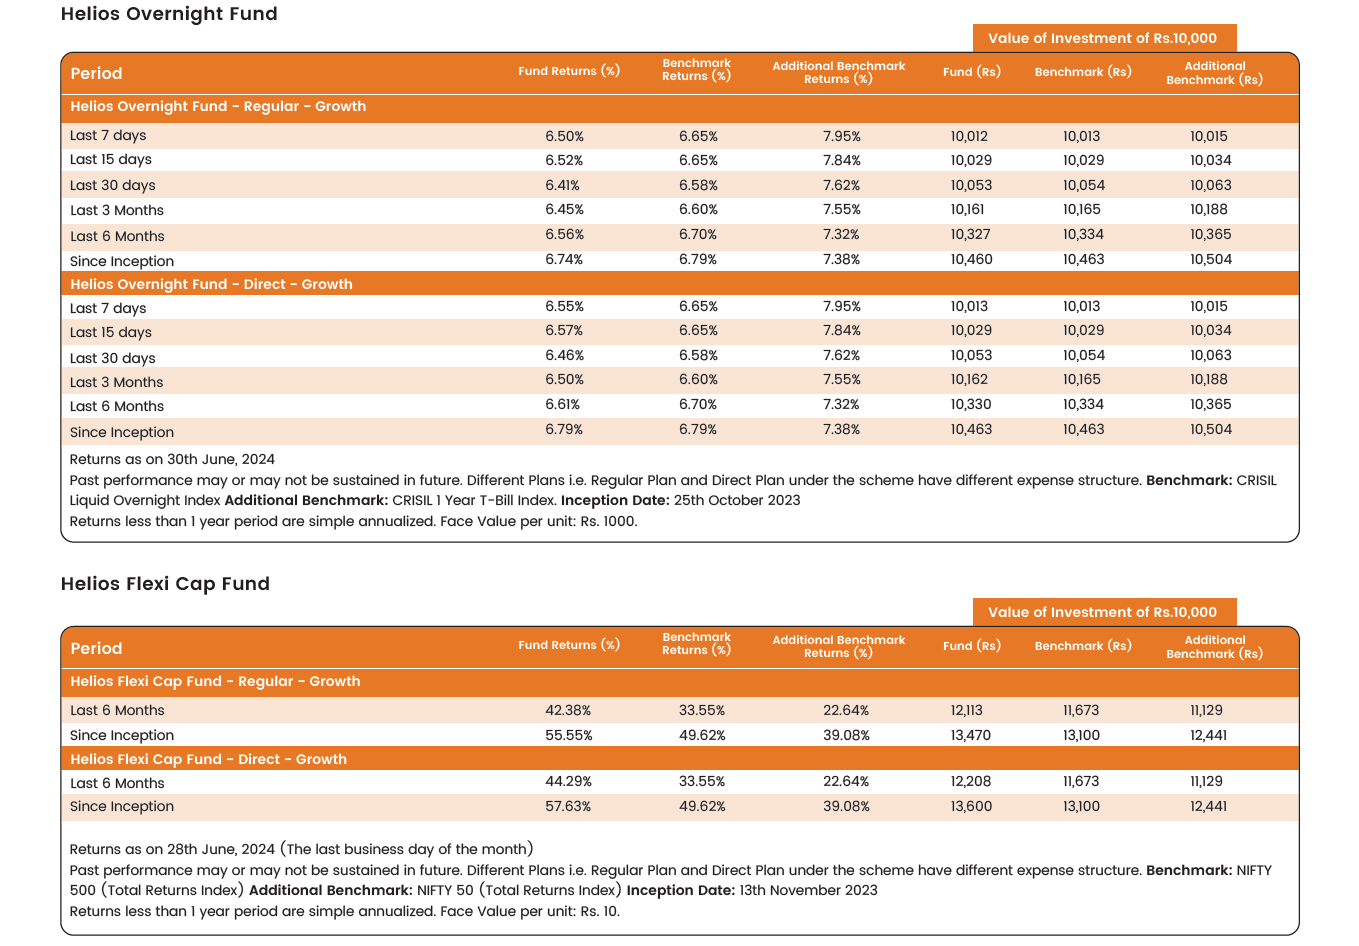 Helios Overnight Fund
Value of Investment of Rs.10,000
Period Fund Returns (%) Benchmark Returns (%) Additional Benchmark Returns (%) Fund (Rs) Benchmark (Rs) Additional Benchmark (Rs)
Helios Overnight Fund - Regular - Growth
Last 7 days 6.50% 6.65% 7.95% 10,012 10,013 10,015
Last 15 days 6.52% 6.65% 7.84% 10,029 10,029 10,034
Last 30 days 6.41% 6.58% 7.62% 10,053 10,054 10,063
Last 3 Months 6.45% 6.60% 7.55% 10,161 10,165 10,188
Last 6 Months 6.56% 6.70% 7.32% 10,327 10,334 10,365
Since Inception 6.74% 6.79% 7.38% 10,460 10,463 10,504
Helios Overnight Fund - Direct - Growth
Last 7 days 6.55% 6.65% 7.95% 10,013 10,013 10,015
Last 15 days 6.57% 6.65% 7.84% 10,029 10,029 10,034
Last 30 days 6.46% 6.58% 7.62% 10,053 10,054 10,063
Last 3 Months 6.50% 6.60% 7.55% 10,162 10,165 10,188
Last 6 Months 6.61% 6.70% 7.32% 10,330 10,334 10,365
Since Inception 6.79% 6.79% 7.38% 10,463 10,463 10,504
Returns as on 30th June, 2024
Past performance may or may not be sustained in future. Different Plans i.e. Regular Plan and Direct Plan under the scheme have different expense structure. Benchmark: CRISIL
Liquid Overnight Index Additional Benchmark: CRISIL 1 Year T-Bill Index. Inception Date: 25th October 2023
Returns less than 1 year period are simple annualized. Face Value per unit: Rs. 1000.
Helios Flexi Cap Fund
Value of Investment of Rs.10,000
Period Fund Returns (%) Benchmark Returns (%) Additional Benchmark Returns (%) Fund (Rs) Benchmark (Rs) Additional Benchmark (Rs)
Helios Flexi Cap Fund - Regular - Growth
Last 6 Months 42.38% 33.55% 22.64% 12,113 11,673 11,129
Since Inception 55.55% 49.62% 39.08% 13,470 13,100 12,441
Helios Flexi Cap Fund - Direct - Growth
Last 6 Months 44.29% 33.55% 22.64% 12,208 11,673 11,129
Since Inception 57.63% 49.62% 39.08% 13,600 13,100 12,441
Returns as on 28th June, 2024 (The last business day of the month)
Past performance may or may not be sustained in future. Different Plans i.e. Regular Plan and Direct Plan under the scheme have different expense structure. Benchmark: NIFTY
500 (Total Returns Index) Additional Benchmark: NIFTY 50 (Total Returns Index) Inception Date: 13th November 2023
Returns less than 1 year period are simple annualized. Face Value per unit: Rs. 10.